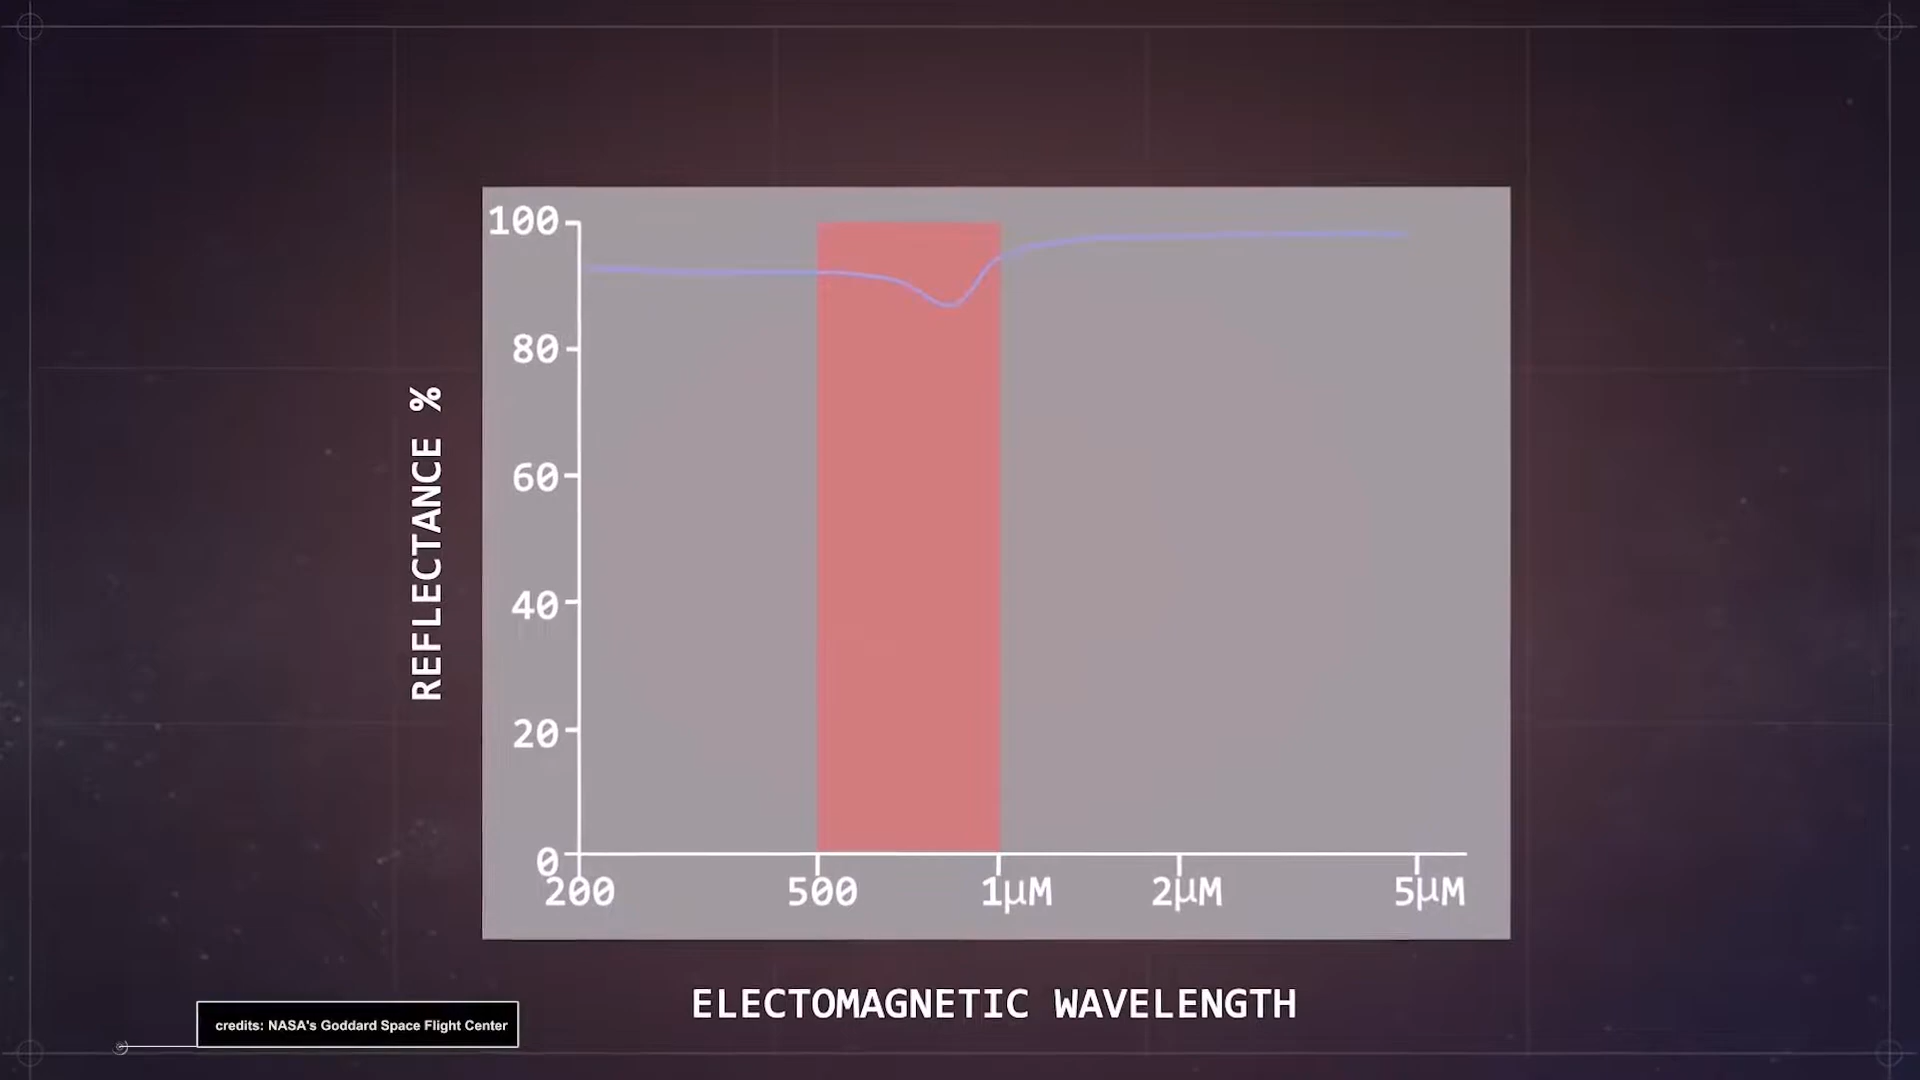 100
80
60
40
20
0
REFLECTANCE %
200 500 1µM 2µM 5µM
ELECTOMAGNETIC WAVELENGTH
credits: NASA's Goddard Space Flight Center